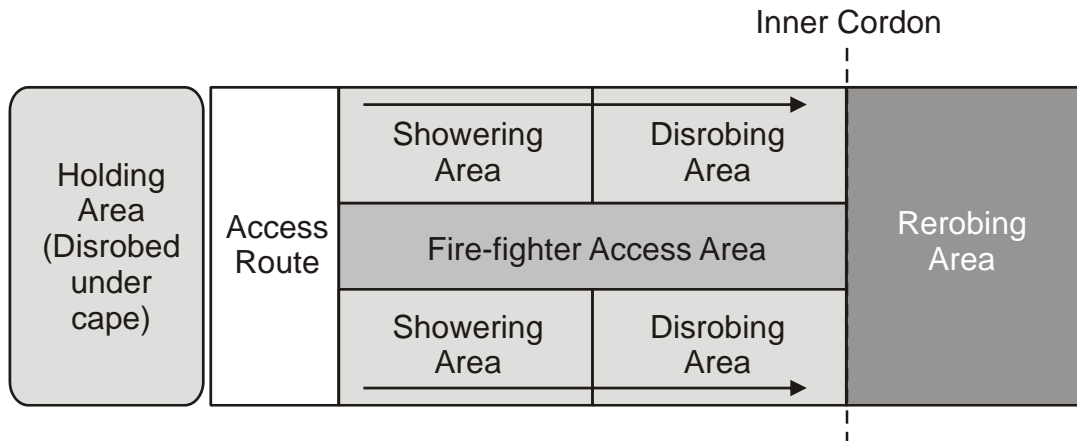 Inner Cordon
Holding
Area
(Disrobed
under
cape)
Access
Route
Showering
Area
Disrobing
Area
Fire-fighter Access Area
Showering
Area
Disrobing
Area
Rerobing
Area